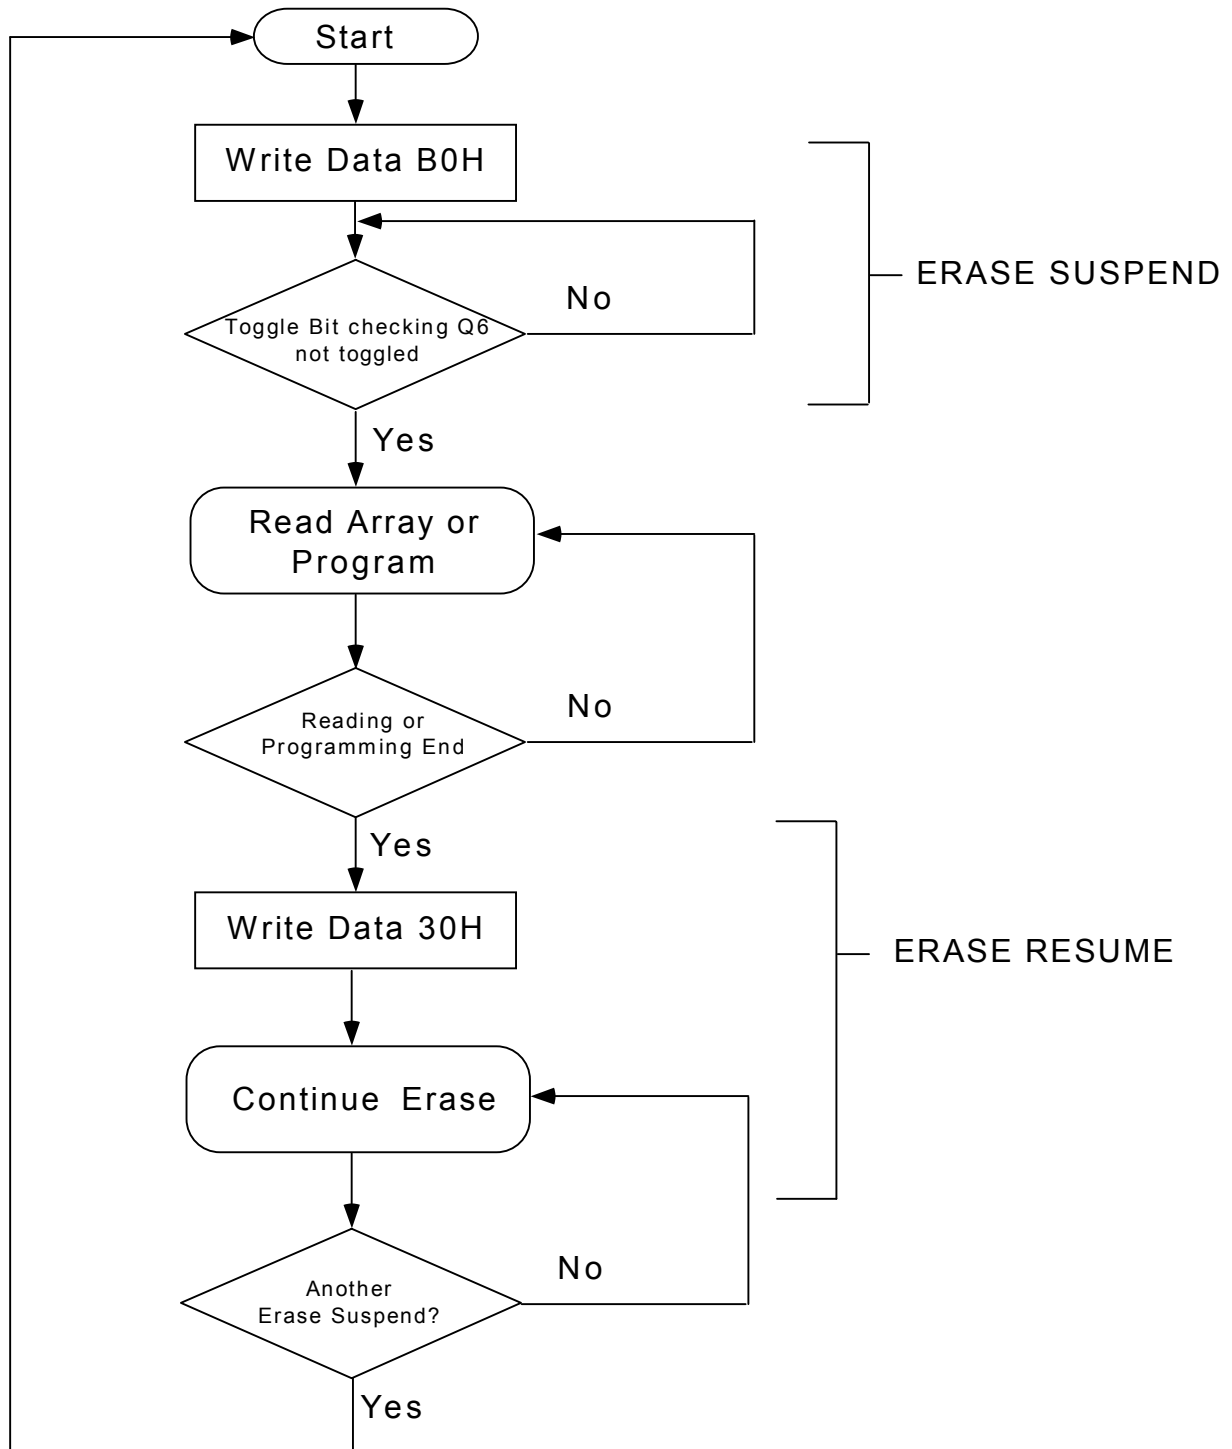 Start
Write Data B0H
ERASE SUSPEND
No
Toggle Bit checking Q6
not toggled
Yes
Read Array or
Program
No
Reading or
Programming End
Yes
Write Data 30H
ERASE RESUME
Continue Erase
No
Another
Erase Suspend?
Yes